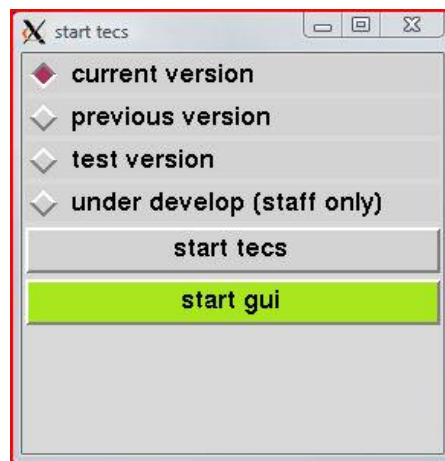 start tecs
current version
previous version
test version
under develop (staff only)
start tecs
start gui